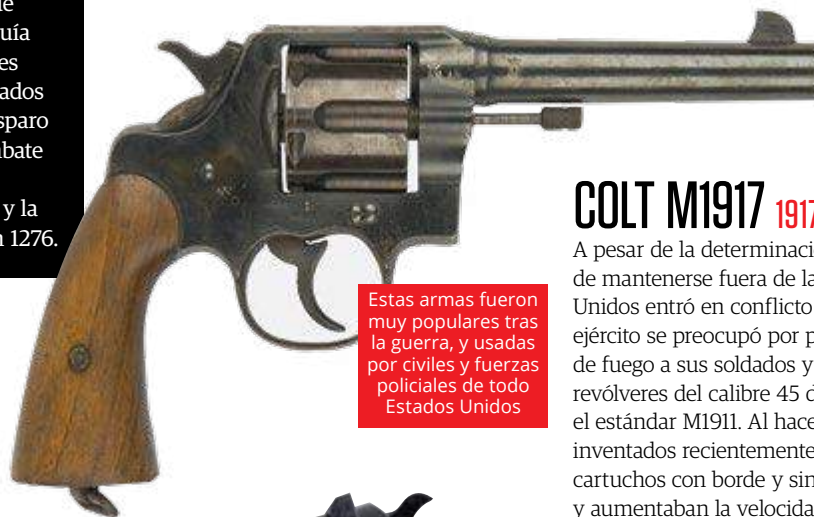 uía
es
ados
sparo
bate
y la
n 1276.
Estas armas fueron
muy populares tras
la guerra, y usadas
por civiles y fuerzas
policiales de todo
Estados Unidos
COLT M1917 1917
A pesar de la determinació
de mantenerse fuera de la
Unidos entró en conflicto
ejército se preocupó por p
de fuego a sus soldados y
revólveres del calibre 45 d
el estándar M1911. Al hace
inventados recientemente
cartuchos con borde y sin
y aumentaban la velocida